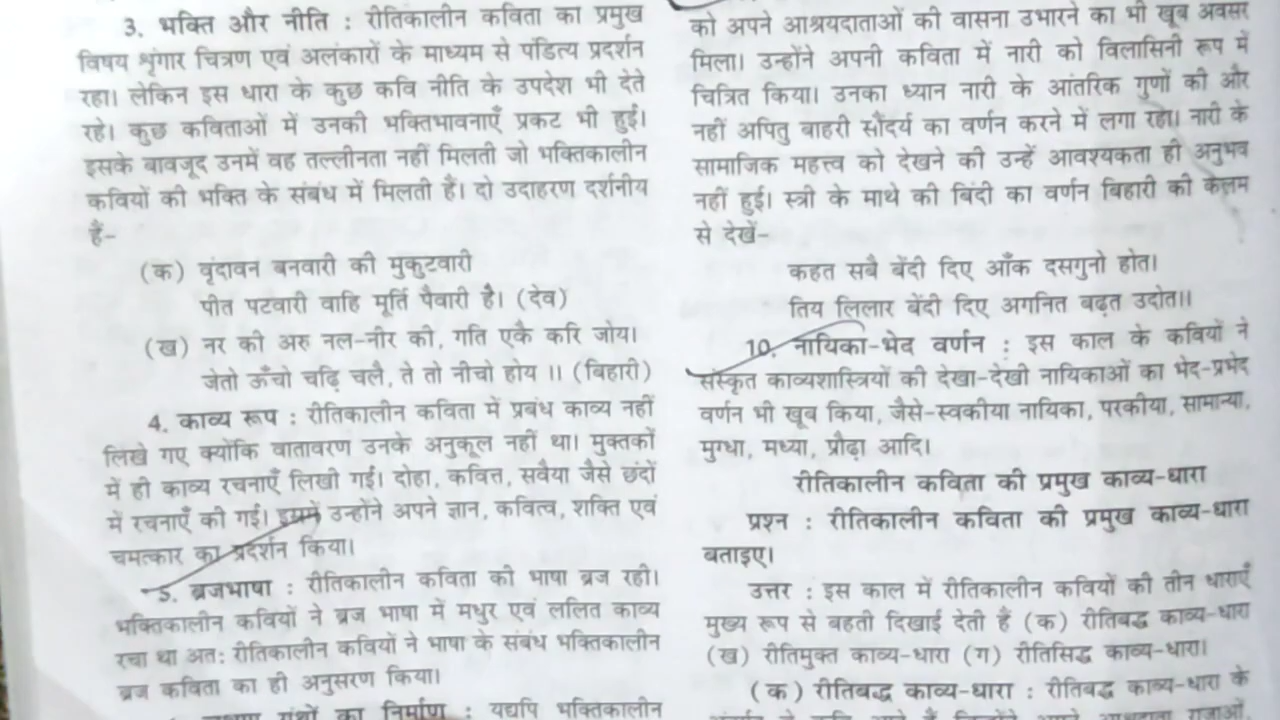 3. भक्ति और नीति : रीतिकालीन कविता का प्रमुख
विषय शृंगार चित्रण एवं अलंकारों के माध्यम से पंडित्य प्रदर्शन
रहा। लेकिन इस धारा के कुछ कवि नीति के उपदेश भी देते
रहे। कुछ कविताओं में उनकी भक्तिभावनाएँ प्रकट भी हुई।
इसके बावजूद उनमें वह तल्लीनता नहीं मिलती जो भक्तिकालीन
कवियों की भक्ति के संबंध में मिलती हैं। दो उदाहरण दर्शनीय
हैं-
(क) वृंदावन बनवारी की मुकुटवारी
पीत पटवारी वाहि मूर्ति पैवारी है। (देव)
(ख) नर की अरु नल-नीर की, गति एकै करि जोय।
जेतो ऊँचो चढ़ि चलै, ते तो नीचो होय ।। (बिहारी)
4. काव्य रूप : रीतिकालीन कविता में प्रबंध काव्य नहीं
लिखे गए क्योंकि वातावरण उनके अनुकूल नहीं था। मुक्तकों
में ही काव्य रचनाएँ लिखी गई। दोहा, कवित्त, सवैया जैसे छंदों
में रचनाएँ की गई। इसमें उन्होंने अपने ज्ञान, कवित्व, शक्ति एवं
चमत्कार का प्रदर्शन किया।
5. ब्रजभाषा : रीतिकालीन कविता की भाषा ब्रज रही।
भक्तिकालीन कवियों ने ब्रज भाषा में मधुर एवं ललित काव्य
रचा था अतः रीतिकालीन कवियों ने भाषा के संबंध भक्तिकालीन
ब्रज कविता का ही अनुसरण किया।
ग्रंथों का निर्माण : यद्यपि भक्तिकालीन
को अपने आश्रयदाताओं की वासना उभारने का भी खूब अवसर
मिला। उन्होंने अपनी कविता में नारी को विलासिनी रूप में
चित्रित किया। उनका ध्यान नारी के आंतरिक गुणों की और
नहीं अपितु बाहरी सौंदर्य का वर्णन करने में लगा रहा। नारी के
सामाजिक महत्त्व को देखने की उन्हें आवश्यकता ही अनुभव
नहीं हुई। स्त्री के माथे की बिंदी का वर्णन बिहारी की कलम
से देखें-
कहत सबै बेंदी दिए आँक दसगुनो होत।
तिय लिलार बेंदी दिए अगनित बढ़त उदोत।।
10. नायिका-भेद वर्णन : इस काल के कवियों ने
संस्कृत काव्यशास्त्रियों की देखा-देखी नायिकाओं का भेद-प्रभेद
वर्णन भी खूब किया, जैसे-स्वकीया नायिका, परकीया, सामान्या,
मुग्धा, मध्या, प्रौढ़ा आदि।
रीतिकालीन कविता की प्रमुख काव्य-धारा
प्रश्न : रीतिकालीन कविता की प्रमुख काव्य-धारा
बताइए।
उत्तर : इस काल में रीतिकालीन कवियों की तीन धाराएँ
मुख्य रूप से बहती दिखाई देती हैं (क) रीतिबद्ध काव्य-धारा
(ख) रीतिमुक्त काव्य-धारा (ग) रीतिसिद्ध काव्य-धारा।
(क) रीतिबद्ध काव्य-धारा : रीतिबद्ध काव्य-धारा के